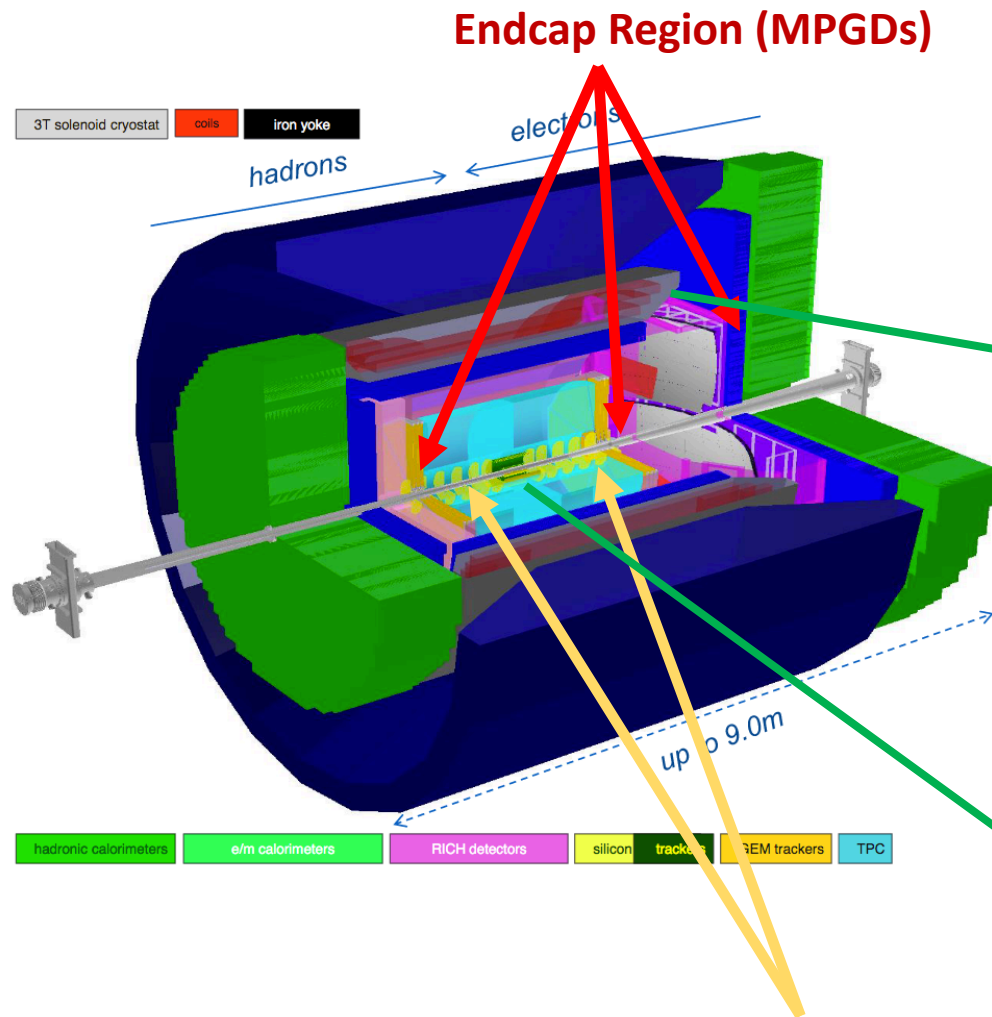 Endcap Region (MPGDs)
3T solenoid cryostat coils iron yoke
hadrons
electrons
up to 9.0m
hadronic calorimeters e/m calorimeters RICH detectors silicon trackers GEM trackers TPC